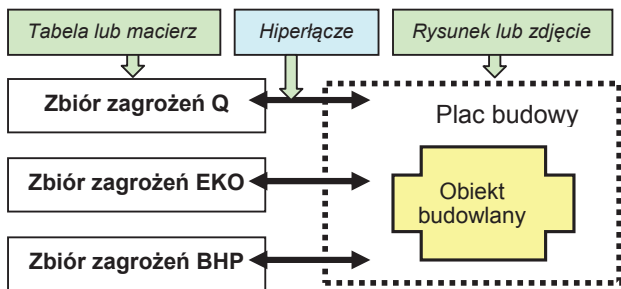 Tabela lub macierz
Hiperłącze
Rysunek lub zdjęcie
Zbiór zagrożeń Q
Plac budowy
Zbiór zagrożeń EKO
Obiekt
budowlany
Zbiór zagrożeń BHP